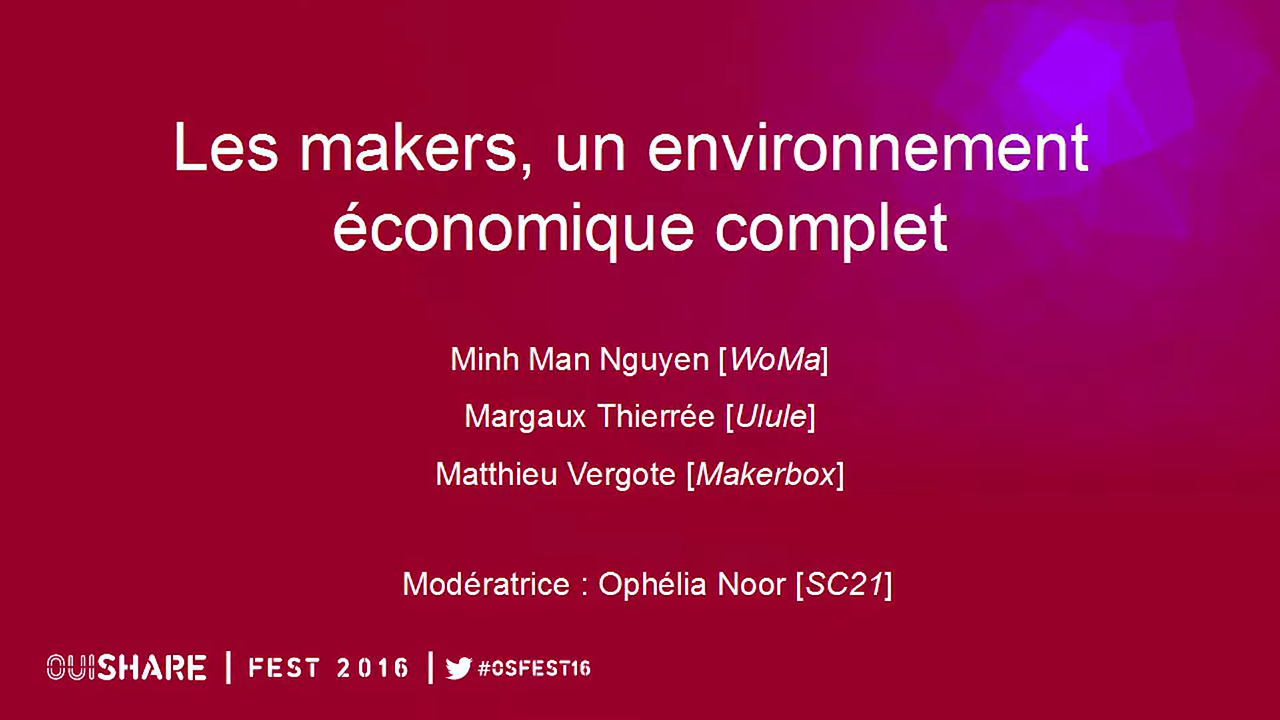 Les makers, un environnement
économique complet
Minh Man Nguyen [WoMa]
Margaux Thierrée [Ulule]
Matthieu Vergote [Makerbox]
Modératrice : Ophélia Noor [SC21]
OUISHARE | FEST 2016 | #OSFEST16